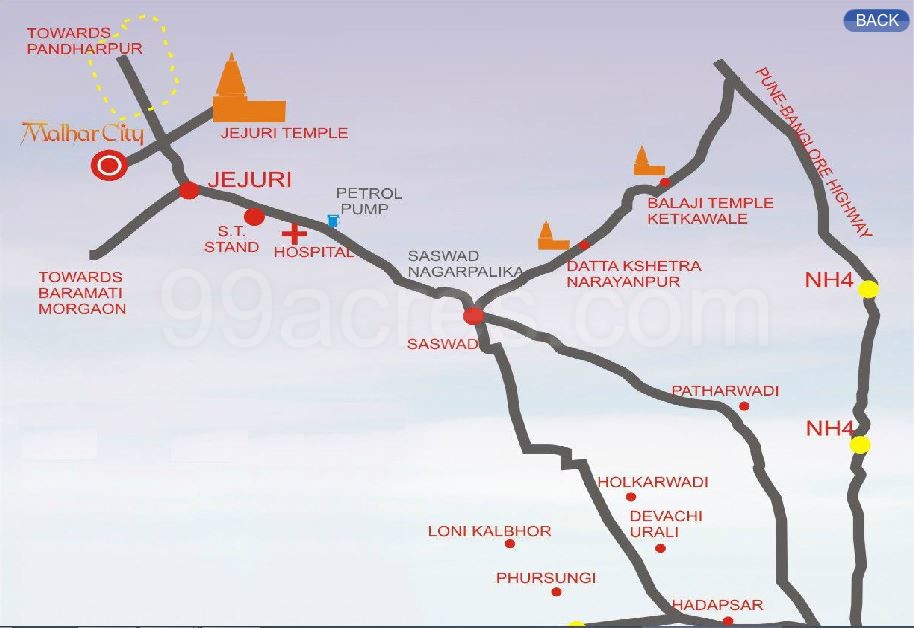 BACK
TOWARDS
PANDHARPUR
Malhar City
JEJURI TEMPLE
JEJURI
PETROL
PUMP
S.T.
STAND
HOSPITAL
TOWARDS
BARAMATI
MORGAON
SASWAD
NAGARPALIKA
SASWAD
PUNE-BANGLORE HIGHWAY
BALAJI TEMPLE
KETKAWALE
DATTA KSHETRA
NARAYANPUR
NH4
99acres.com
PATHARWADI
NH4
HOLKARWADI
DEVACHI
URALI
LONI KALBHOR
PHURSUNGI
HADAPSAR